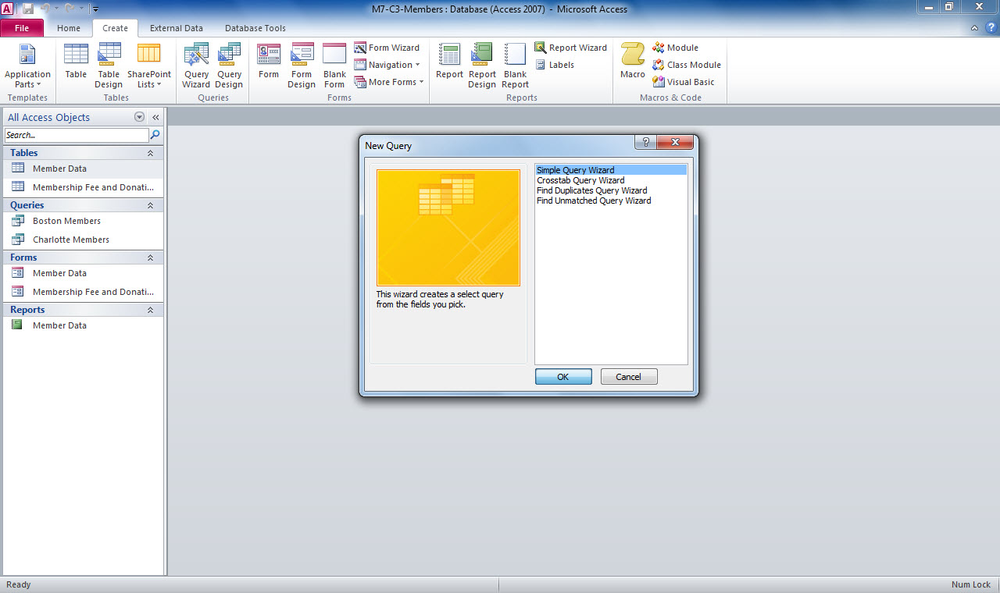 M7-C3-Members : Database (Access 2007) - Microsoft Access
File Home Create External Data Database Tools
Application Parts
Templates
Table
Table Design
SharePoint Lists
Tables
Query Wizard
Query Design
Queries
Form
Form Design
Blank Form
Form Wizard
Navigation
More Forms
Forms
Report
Report Design
Blank Report
Report Wizard
Labels
Reports
Macro
Module
Class Module
Visual Basic
Macros & Code
All Access Objects
Search...
Tables
Member Data
Membership Fee and Donati...
Queries
Boston Members
Charlotte Members
Forms
Member Data
Membership Fee and Donati...
Reports
Member Data
New Query
This wizard creates a select query
from the fields you pick.
Simple Query Wizard
Crosstab Query Wizard
Find Duplicates Query Wizard
Find Unmatched Query Wizard
OK Cancel
Ready Num Lock